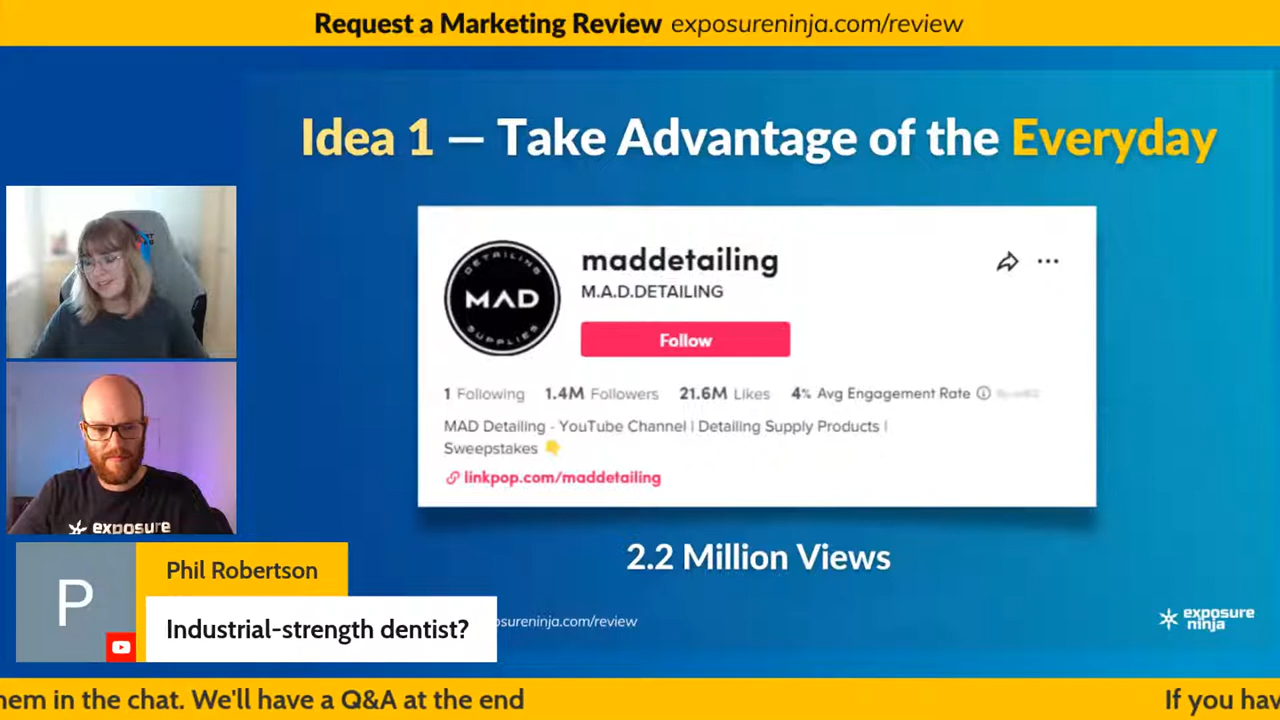 Request a Marketing Review exposureninja.com/review
Idea 1 — Take Advantage of the Everyday
DETAILING
MAD
SUPPLIES
maddetailing
M.A.D.DETAILING
Follow
1 Following 1.4M Followers 21.6M Likes 4% Avg Engagement Rate
MAD Detailing - YouTube Channel | Detailing Supply Products |
Sweepstakes 👇
linkpop.com/maddetailing
2.2 Million Views
exposure
P
Phil Robertson
Industrial-strength dentist?
osureninja.com/review
exposure
ninja
hem in the chat. We'll have a Q&A at the end
If you hav